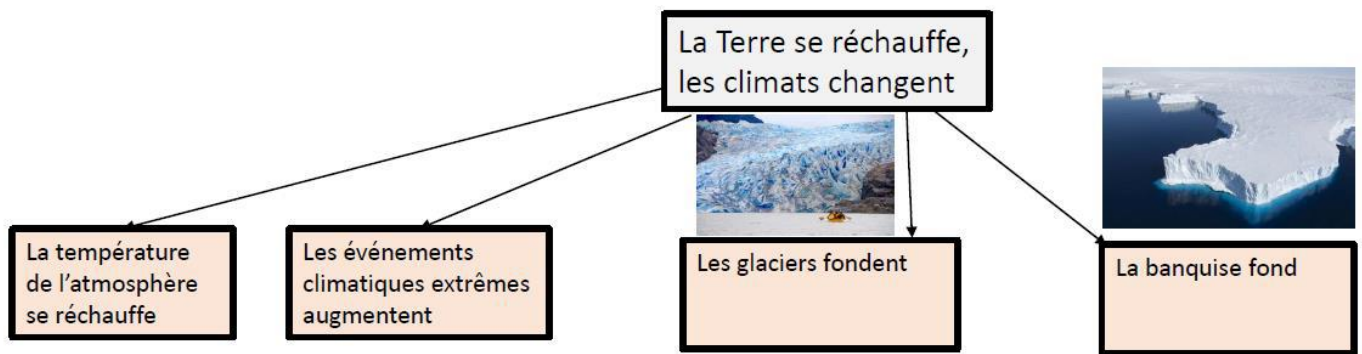 La Terre se réchauffe,
les climats changent
La température
de l’atmosphère
se réchauffe
Les événements
climatiques extrêmes
augmentent
Les glaciers fondent
La banquise fond